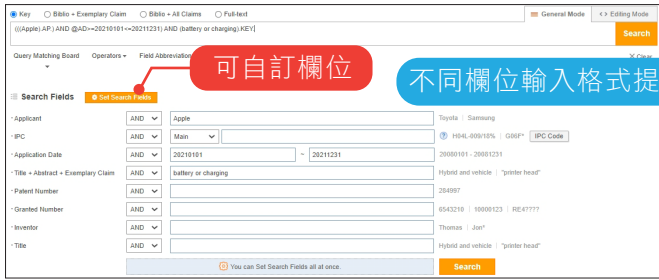 Key Biblio + Exemplary Claim Biblio + All Claims Full-text General Mode <> Editing Mode
(((Apple).AP.) AND @AD>=20210101<=20211231) AND (battery or charging).KEY.
Search
Query Matching Board Operators Field Abbreviation
可自訂欄位
不同欄位輸入格式提
Search Fields Set Search Fields
Applicant AND Apple Toyota | Samsung
IPC AND Main H04L-009/18% | G06F* IPC Code
Application Date AND 20210101 ~ 20211231 20080101 - 20081231
Title + Abstract + Exemplary Claim AND battery or charging Hybrid and vehicle | "printer head"
Patent Number AND 284997
Granted Number AND 6543210 | 10000123 | RE4????
Inventor AND Thomas | Jon*
Title AND Hybrid and vehicle | "printer head"
You can Set Search Fields all at once. Search